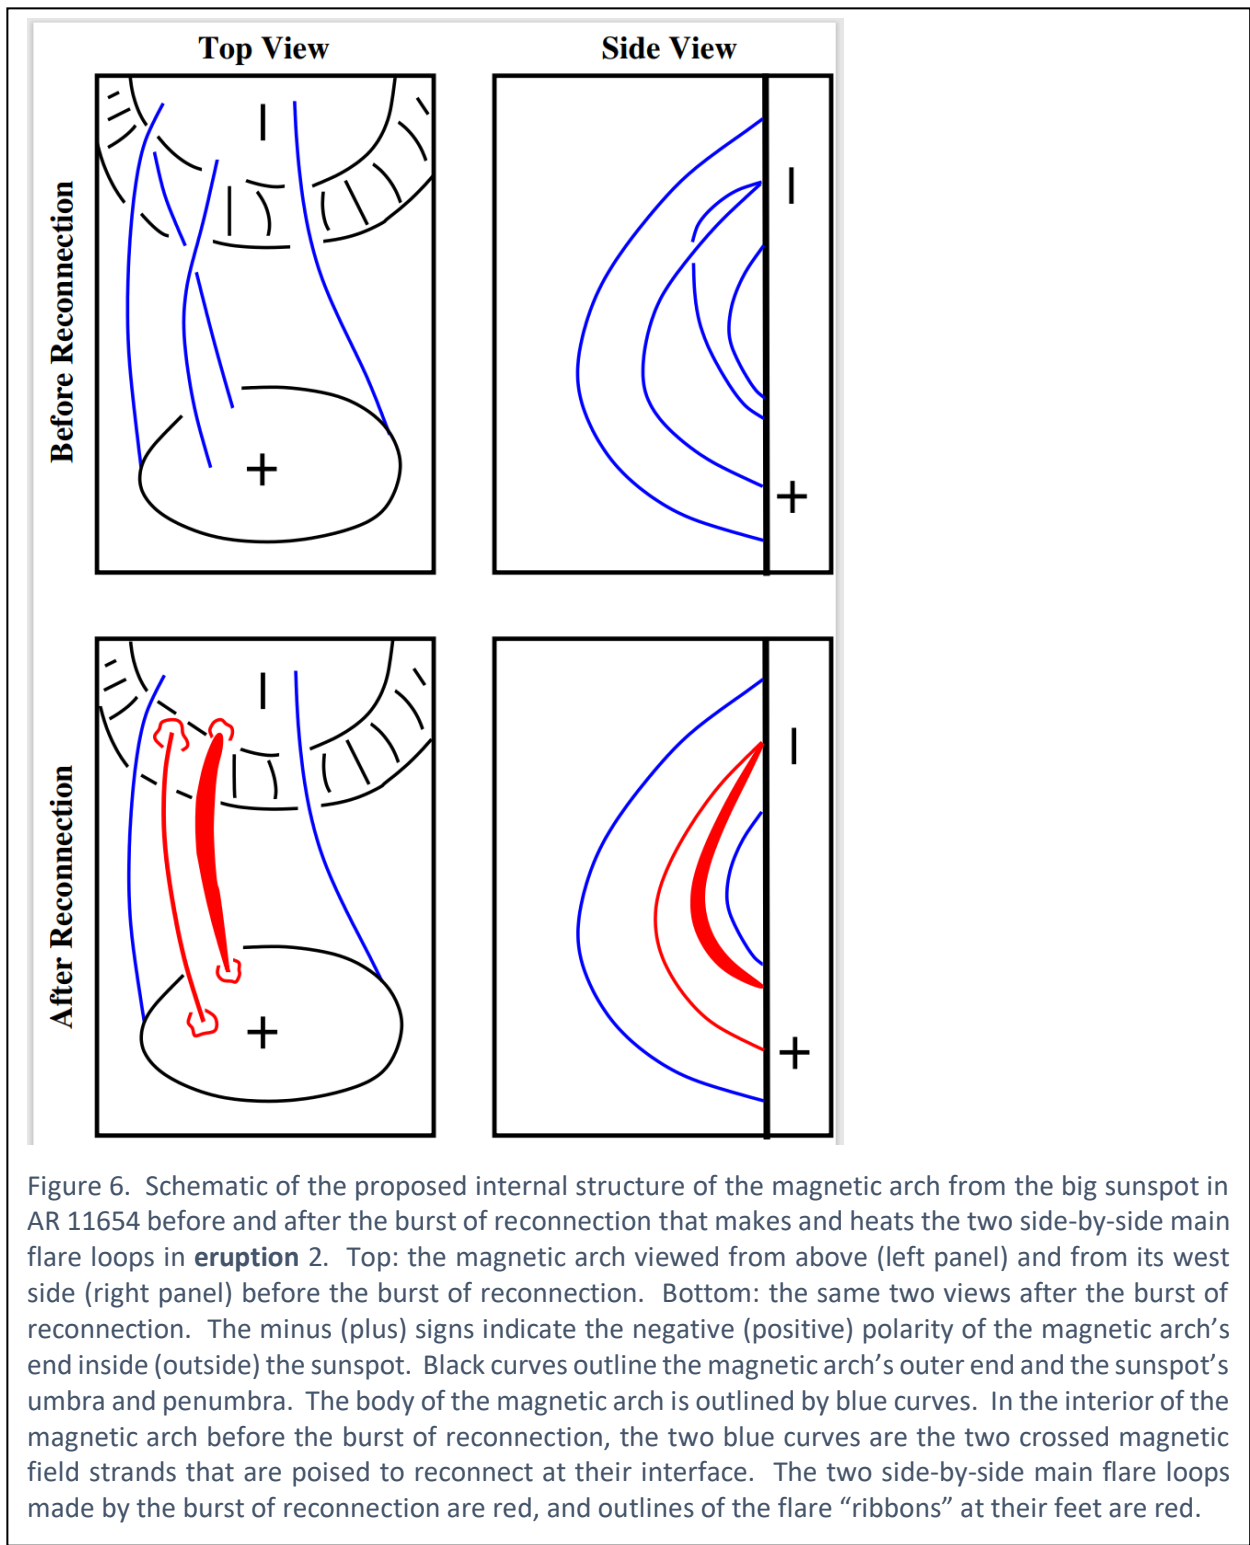 Top View
Side View
Before Reconnection
−
−
+
+
After Reconnection
−
−
+
+
Figure 6. Schematic of the proposed internal structure of the magnetic arch from the big sunspot in
AR 11654 before and after the burst of reconnection that makes and heats the two side-by-side main
flare loops in eruption 2. Top: the magnetic arch viewed from above (left panel) and from its west
side (right panel) before the burst of reconnection. Bottom: the same two views after the burst of
reconnection. The minus (plus) signs indicate the negative (positive) polarity of the magnetic arch's
end inside (outside) the sunspot. Black curves outline the magnetic arch's outer end and the sunspot's
umbra and penumbra. The body of the magnetic arch is outlined by blue curves. In the interior of the
magnetic arch before the burst of reconnection, the two blue curves are the two crossed magnetic
field strands that are poised to reconnect at their interface. The two side-by-side main flare loops
made by the burst of reconnection are red, and outlines of the flare “ribbons” at their feet are red.